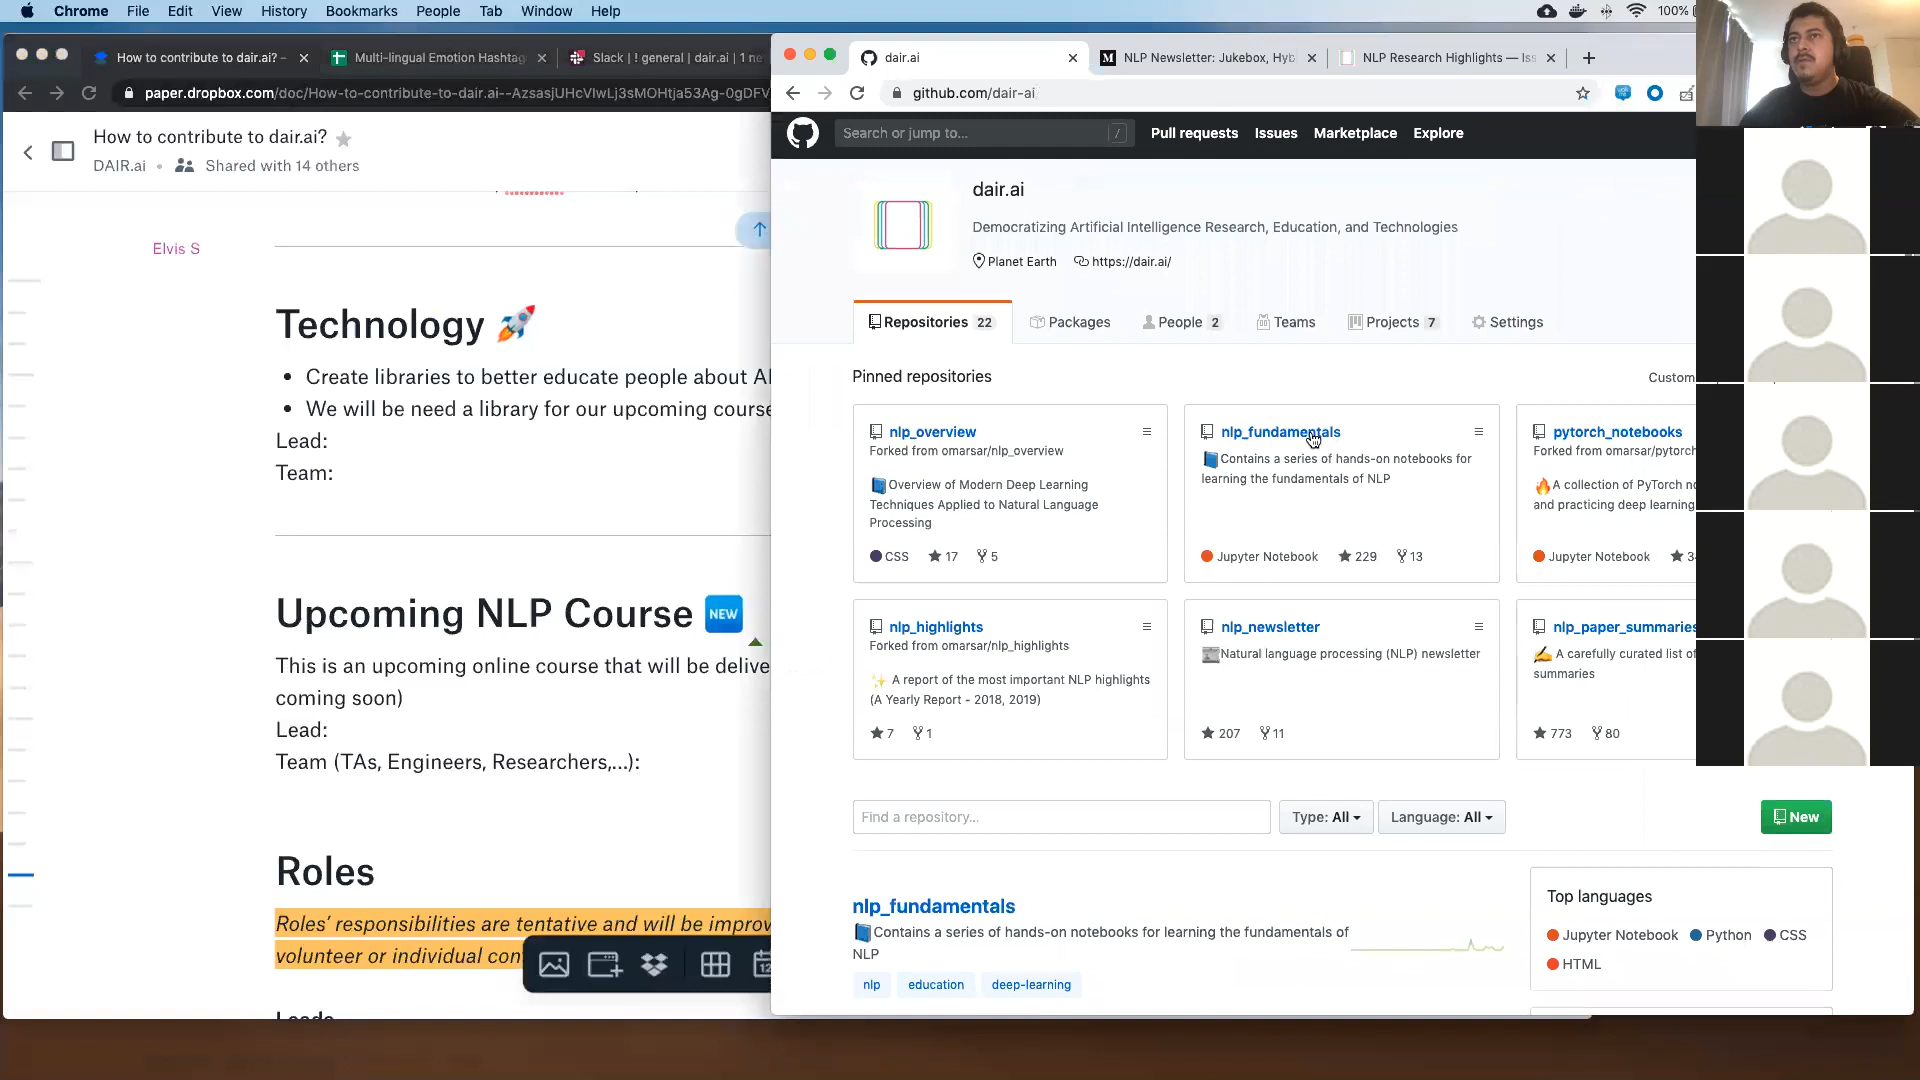 Chrome File Edit View History Bookmarks People Tab Window Help
100%
How to contribute to dair.ai? –
Multi-lingual Emotion Hashtag
Slack | ! general | dair.ai | 1 ne
paper.dropbox.com/doc/How-to-contribute-to-dair.ai--AzsasjUHcVIwLj3sMOHtja53Ag-0gDFV
How to contribute to dair.ai?
DAIR.ai • Shared with 14 others
Elvis S
Technology 🚀
• Create libraries to better educate people about AI
• We will be need a library for our upcoming course
Lead:
Team:
Upcoming NLP Course NEW
This is an upcoming online course that will be delive
coming soon)
Lead:
Team (TAs, Engineers, Researchers,...):
Roles
Roles' responsibilities are tentative and will be improv
volunteer or individual con
Leads
12
dair.ai
NLP Newsletter: Jukebox, Hyb
NLP Research Highlights — Iss
github.com/dair-ai
Search or jump to... /
Pull requests Issues Marketplace Explore
dair.ai
Democratizing Artificial Intelligence Research, Education, and Technologies
Planet Earth https://dair.ai/
Repositories 22 Packages People 2 Teams Projects 7 Settings
Pinned repositories
Custom
nlp_overview
Forked from omarsar/nlp_overview
Overview of Modern Deep Learning
Techniques Applied to Natural Language
Processing
CSS 17 5
nlp_fundamentals
Contains a series of hands-on notebooks for
learning the fundamentals of NLP
Jupyter Notebook 229 13
pytorch_notebooks
Forked from omarsar/pytorch
A collection of PyTorch no
and practicing deep learning
Jupyter Notebook 34
nlp_highlights
Forked from omarsar/nlp_highlights
A report of the most important NLP highlights
(A Yearly Report - 2018, 2019)
7 1
nlp_newsletter
Natural language processing (NLP) newsletter
207 11
nlp_paper_summaries
A carefully curated list of
summaries
773 80
Find a repository...
Type: All
Language: All
New
nlp_fundamentals
Contains a series of hands-on notebooks for learning the fundamentals of
NLP
nlp education deep-learning
Top languages
Jupyter Notebook Python CSS
HTML